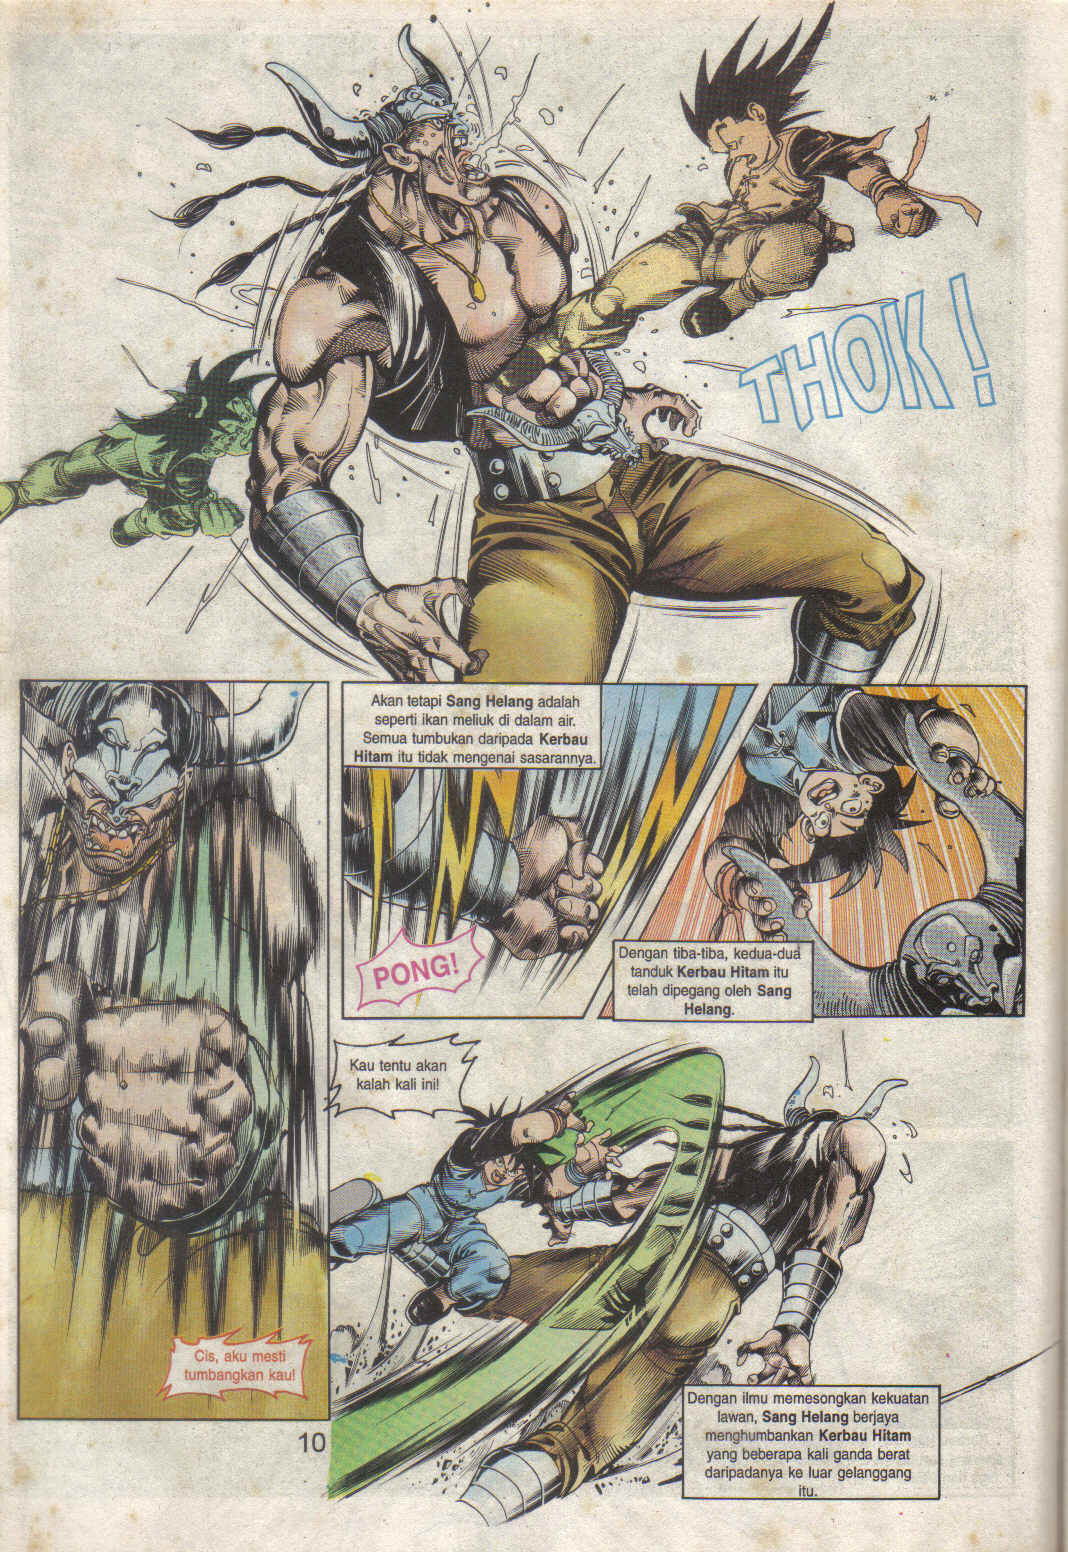 THOK!
Akan tetapi Sang Helang adalah
seperti ikan meliuk di dalam air.
Semua tumbukan daripada Kerbau
Hitam itu tidak mengenai sasarannya.
PONG!
Dengan tiba-tiba, kedua-dua
tanduk Kerbau Hitam itu
telah dipegang oleh Sang
Helang.
Cis, aku mesti
tumbangkan kau!
Kau tentu akan
kalah kali ini!
Dengan ilmu memesongkan kekuatan
lawan, Sang Helang berjaya
menghumbankan Kerbau Hitam
yang beberapa kali ganda berat
daripadanya ke luar gelanggang
itu.
10